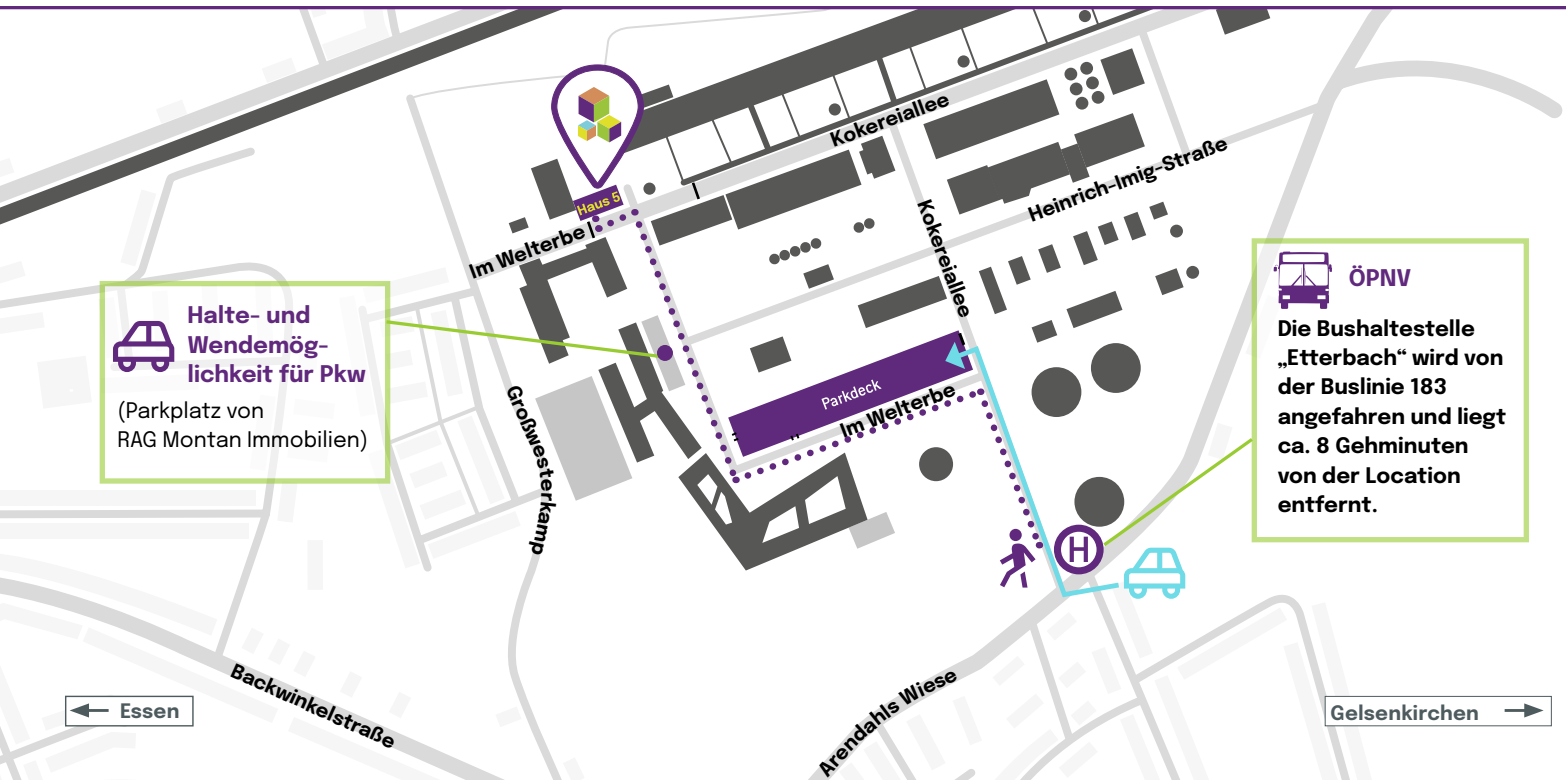 Kokereiallee
Heinrich-Imig-Straße
Haus 5
Im Welterbe
Kokereiallee
Halte- und
Wendemög-
lichkeit für Pkw
(Parkplatz von
RAG Montan Immobilien)
ÖPNV
Die Bushaltestelle
„Etterbach“ wird von
der Buslinie 183
angefahren und liegt
ca. 8 Gehminuten
von der Location
entfernt.
Parkdeck
Im Welterbe
Großwesterkamp
H
Backwinkelstraße
Arendahls Wiese
Essen
Gelsenkirchen